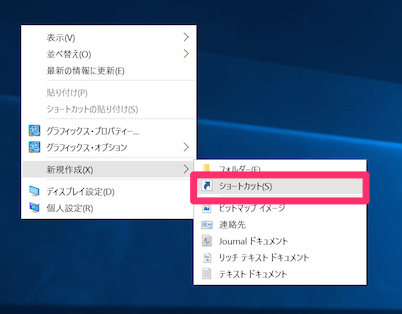 表示(V)
並べ替え(O)
最新の情報に更新(E)
貼り付け(P)
ショートカットの貼り付け(S)
グラフィックス・プロパティー...
グラフィックス・オプション
新規作成(X)
ディスプレイ設定(D)
個人設定(R)
フォルダー(F)
ショートカット(S)
ビットマップ イメージ
連絡先
Journal ドキュメント
リッチ テキスト ドキュメント
テキスト ドキュメント